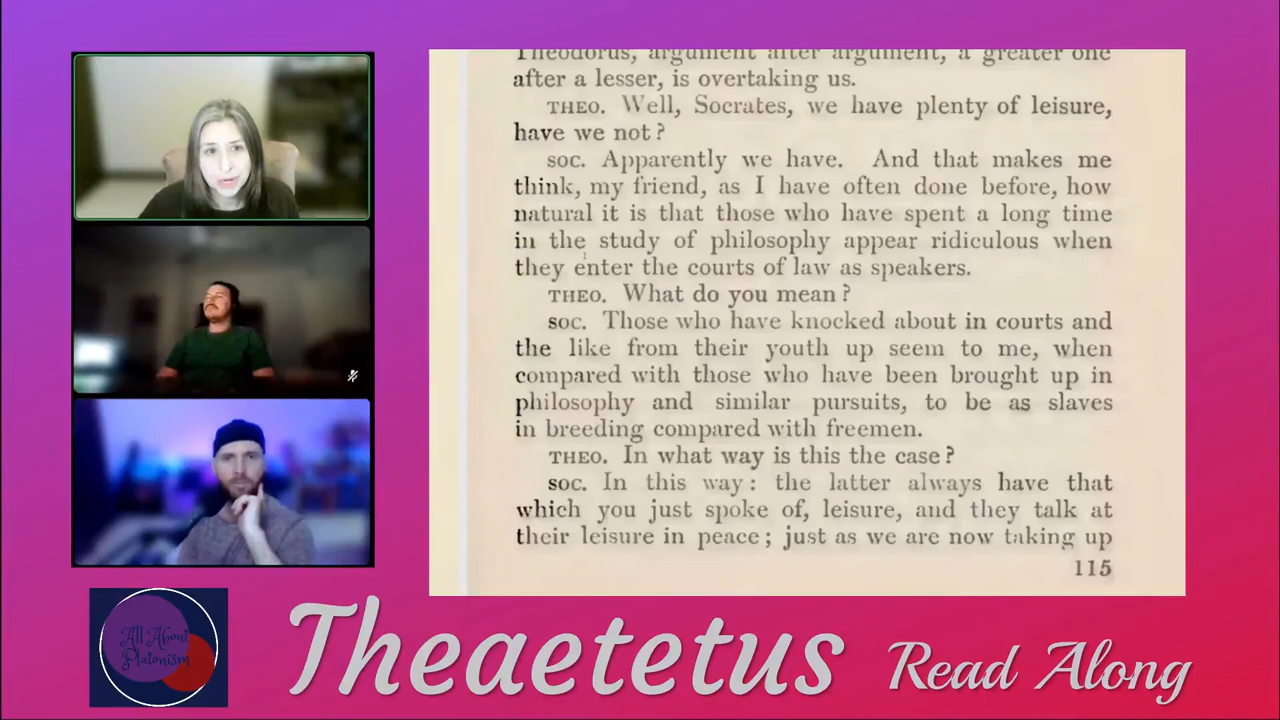 Theodorus, argument after argument, a greater one
after a lesser, is overtaking us.
THEO. Well, Socrates, we have plenty of leisure,
have we not?
SOC. Apparently we have. And that makes me
think, my friend, as I have often done before, how
natural it is that those who have spent a long time
in the study of philosophy appear ridiculous when
they enter the courts of law as speakers.
THEO. What do you mean?
SOC. Those who have knocked about in courts and
the like from their youth up seem to me, when
compared with those who have been brought up in
philosophy and similar pursuits, to be as slaves
in breeding compared with freemen.
THEO. In what way is this the case?
SOC. In this way: the latter always have that
which you just spoke of, leisure, and they talk at
their leisure in peace; just as we are now taking up
115
All About
Platonism
Theaetetus Read Along